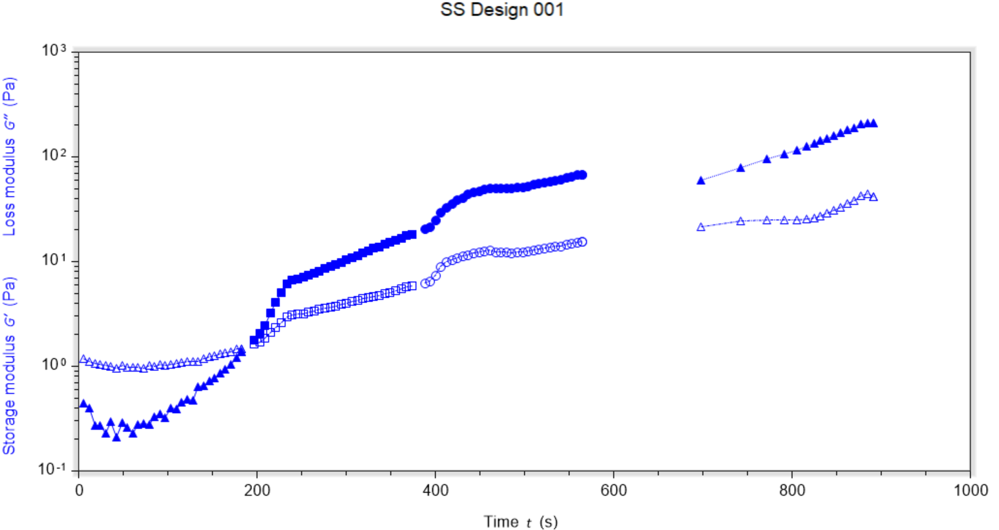 SS Design 001
Loss modulus G″ (Pa)
Storage modulus G′ (Pa)
10³
10²
10¹
10⁰
10⁻¹
0 200 400 600 800 1000
Time t (s)